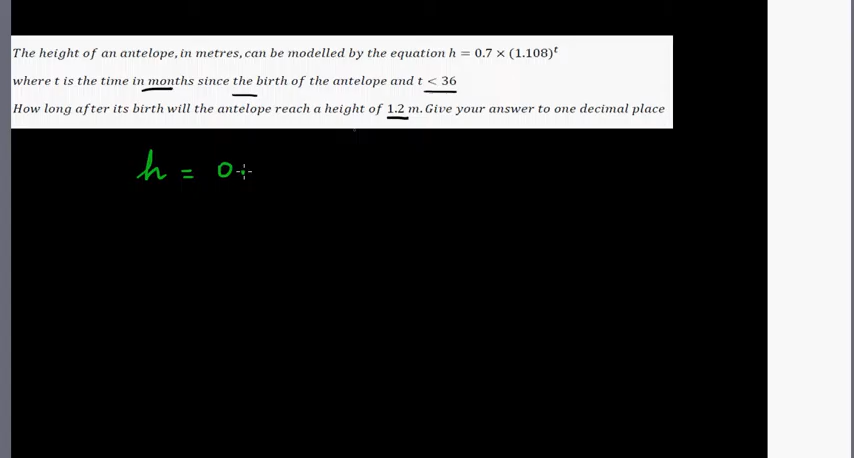 The height of an antelope, in metres, can be modelled by the equation h = 0.7 × (1.108)ᵗ
where t is the time in months since the birth of the antelope and t < 36
How long after its birth will the antelope reach a height of 1.2 m. Give your answer to one decimal place
h = 0.